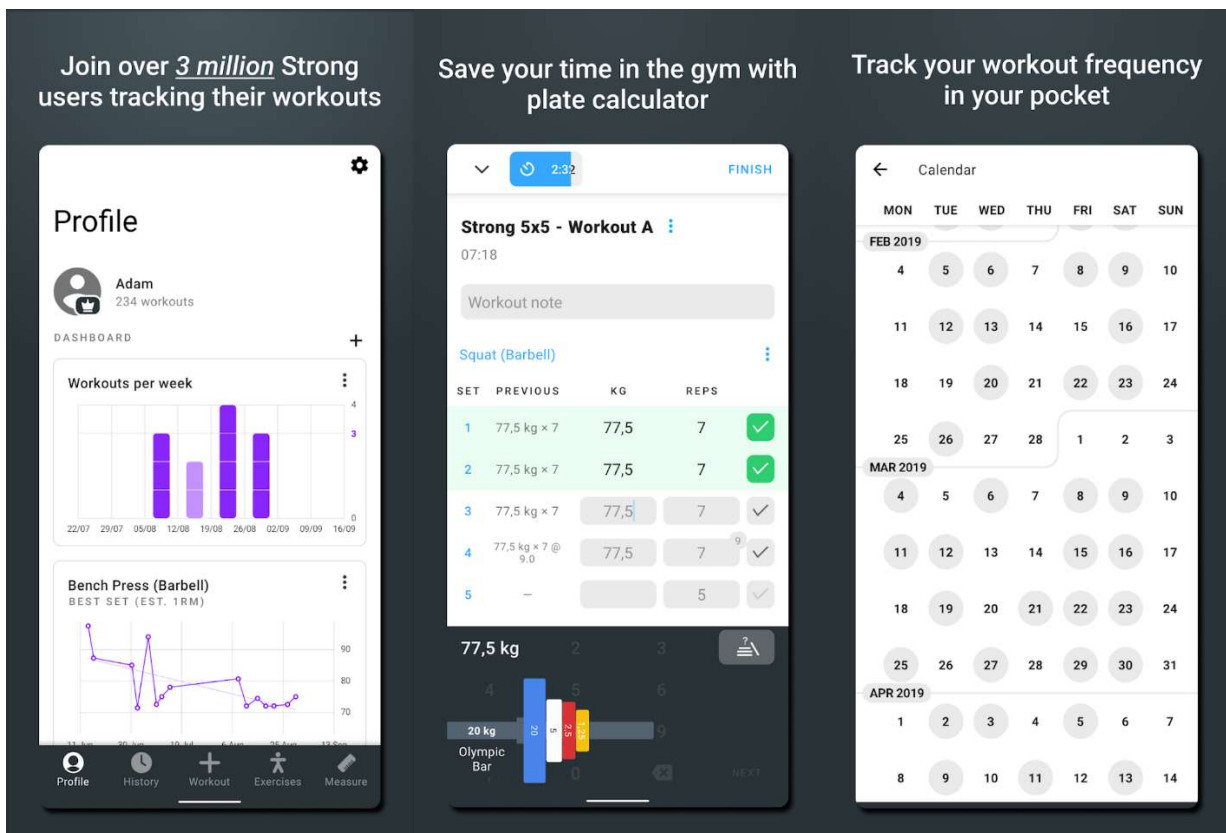 Join over 3 million Strong
users tracking their workouts
Profile
Adam
234 workouts
DASHBOARD
+
Workouts per week
4
3
0
22/07 29/07 05/08 12/08 19/08 26/08 02/09 09/09 16/09
Bench Press (Barbell)
BEST SET (EST. 1RM)
90
80
70
Profile History Workout Exercises Measure
Save your time in the gym with
plate calculator
2:32
FINISH
Strong 5x5 - Workout A
07:18
Workout note
Squat (Barbell)
SET PREVIOUS KG REPS
1 77,5 kg × 7 77,5 7
2 77,5 kg × 7 77,5 7
3 77,5 kg × 7 77,5 7
4 77,5 kg × 7 @ 9.0 77,5 7 9
5 – 5
77,5 kg 2 3
?
4 5 6
20 kg 20 5 2,5 1,25 9
Olympic
Bar
0 NEXT
Track your workout frequency
in your pocket
Calendar
MON TUE WED THU FRI SAT SUN
FEB 2019
4 5 6 7 8 9 10
11 12 13 14 15 16 17
18 19 20 21 22 23 24
25 26 27 28 1 2 3
MAR 2019
4 5 6 7 8 9 10
11 12 13 14 15 16 17
18 19 20 21 22 23 24
25 26 27 28 29 30 31
APR 2019
1 2 3 4 5 6 7
8 9 10 11 12 13 14